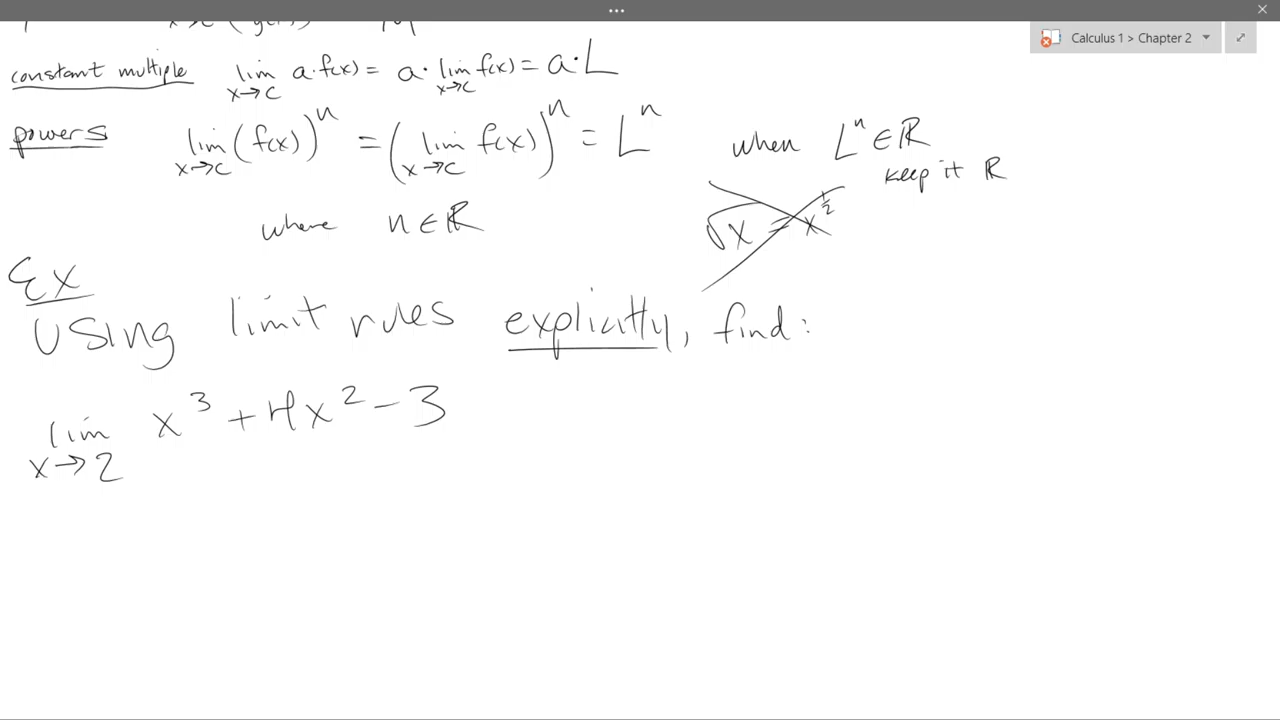 Calculus 1 > Chapter 2
constant multiple lim x→c a·f(x) = a·lim x→c f(x) = a·L
powers lim x→c (f(x))^n = (lim x→c f(x))^n = L^n when L^n ∈ ℝ
keep it ℝ
where n ∈ ℝ √x = x^1/2
Ex
Using limit rules explicitly, find:
lim x→2 x^3 + 4x^2 - 3